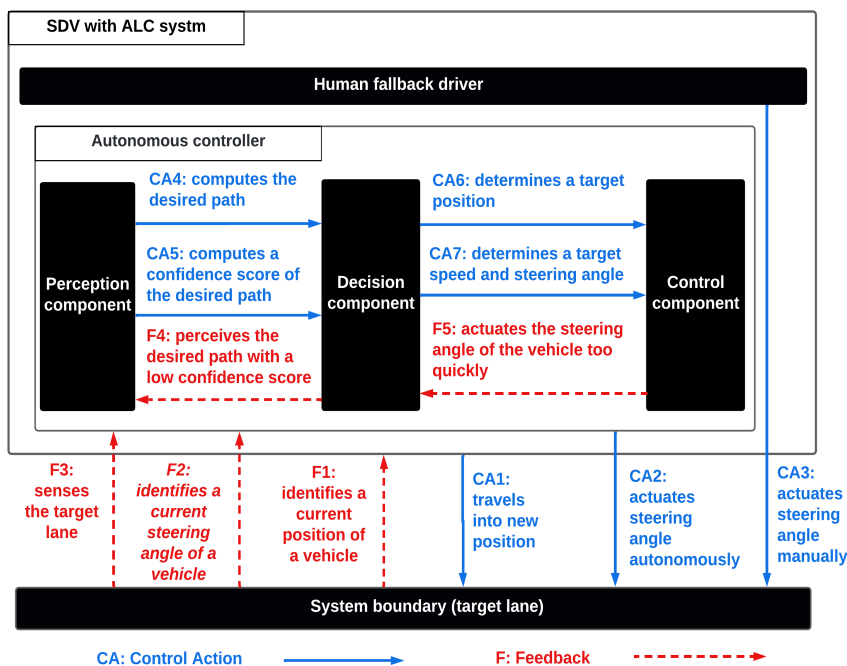 SDV with ALC systm
Human fallback driver
Autonomous controller
CA4: computes the
desired path
CA6: determines a target
position
CA5: computes a
confidence score of
the desired path
CA7: determines a target
speed and steering angle
Perception
component
Decision
component
Control
component
F4: perceives the
desired path with a
low confidence score
F5: actuates the steering
angle of the vehicle too
quickly
F3:
senses
the target
lane
F2:
identifies a
current
steering
angle of a
vehicle
F1:
identifies a
current
position of
a vehicle
CA1:
travels
into new
position
CA2:
actuates
steering
angle
autonomously
CA3:
actuates
steering
angle
manually
System boundary (target lane)
CA: Control Action
F: Feedback